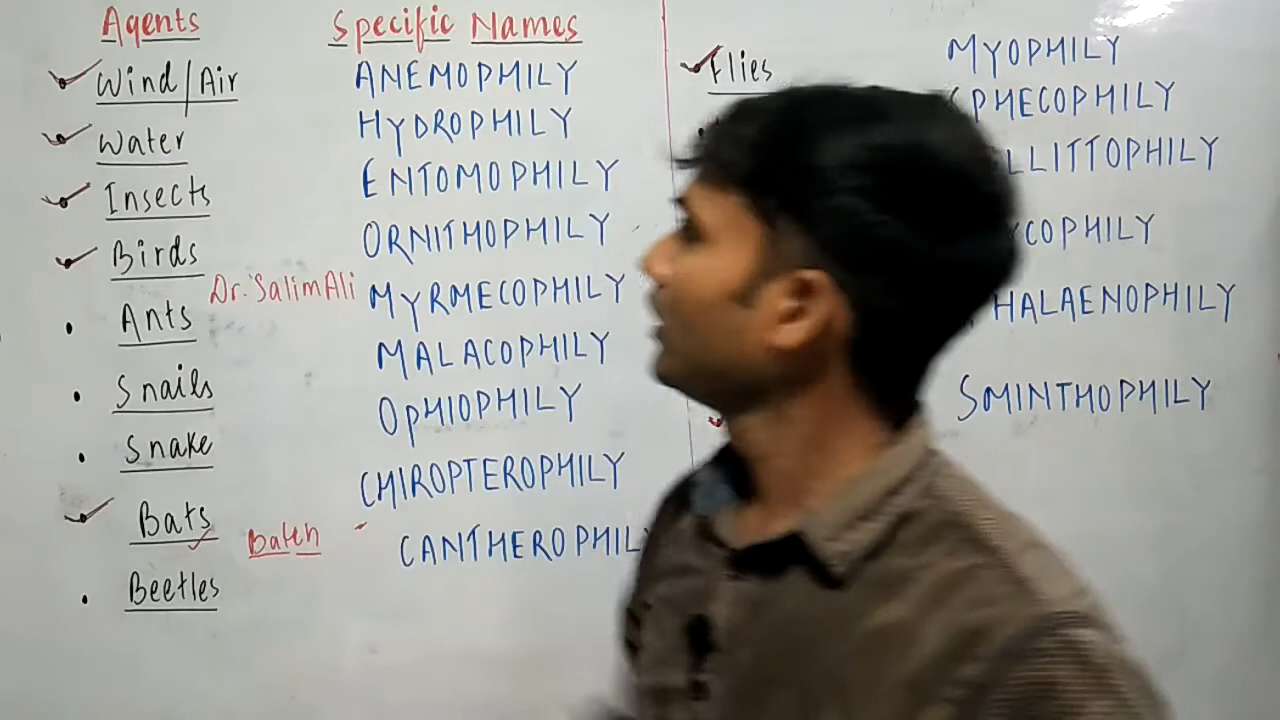 Agents Specific Names
Wind/Air ANEMOPHILY
Water HYDROPHILY
Insects ENTOMOPHILY
Birds ORNITHOPHILY
Dr. Salim Ali
Ants MYRMECOPHILY
Snails MALACOPHILY
Snake OPHIOPHILY
Bats CHIROPTEROPHILY
Beetles CANTHEROPHIL
Flies MYOPHILY
PHECOPHILY
LLITTOPHILY
COPHILY
HALAENOPHILY
SMINTHOPHILY